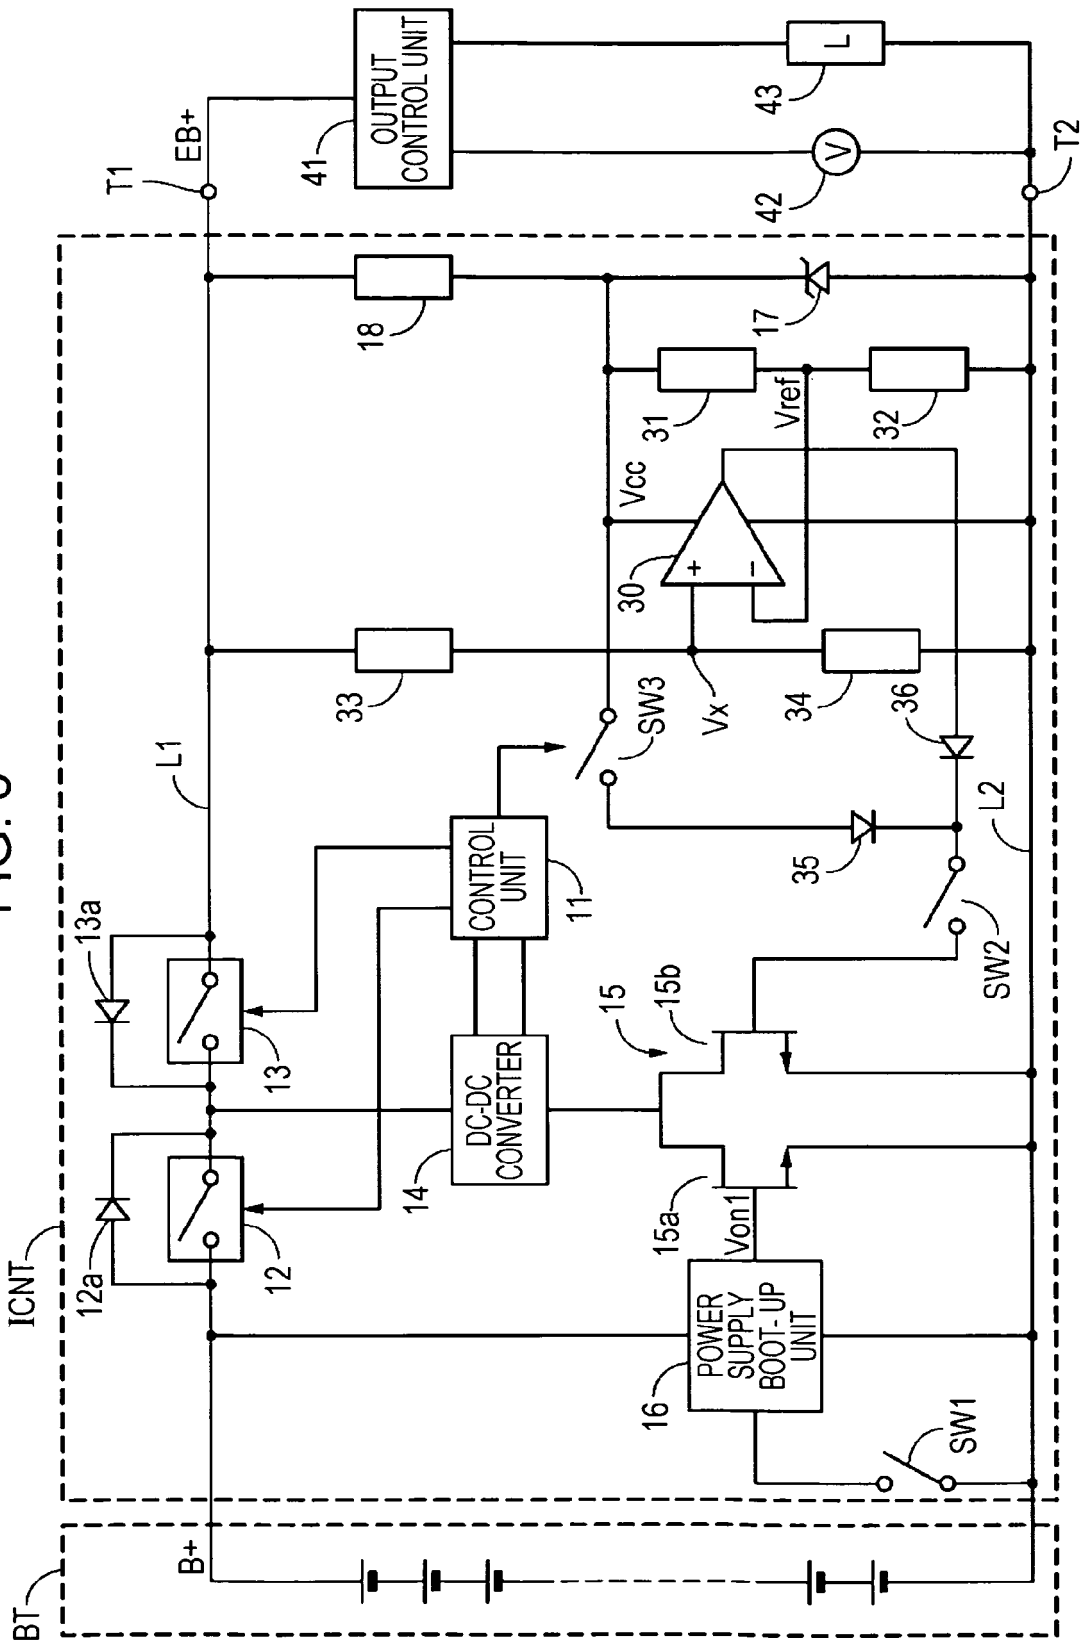 BT
B+
ICNT
12a
12
13a
13
L1
T1
EB+
41
OUTPUT
CONTROL UNIT
14
DC-DC
CONVERTER
CONTROL
UNIT
11
33
18
16
POWER
SUPPLY
BOOT-UP
UNIT
Von1
15a
15
15b
SW3
Vx
30
+
−
Vcc
31
Vref
17
42
V
43
L
SW1
SW2
35
L2
34
36
32
T2